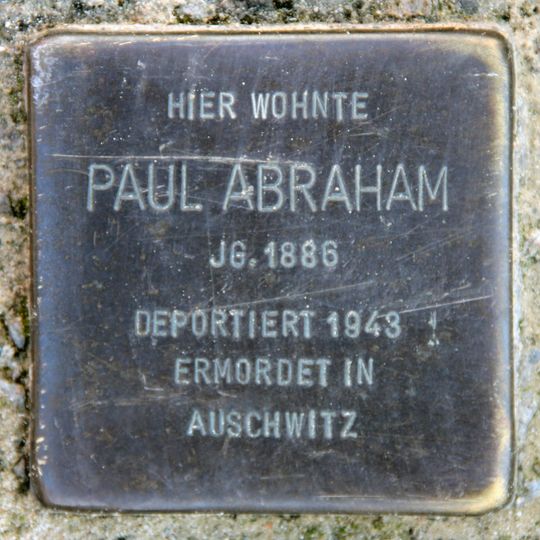 HIER WOHNTE
PAUL ABRAHAM
JG. 1886
DEPORTIERT 1943
ERMORDET IN
AUSCHWITZ